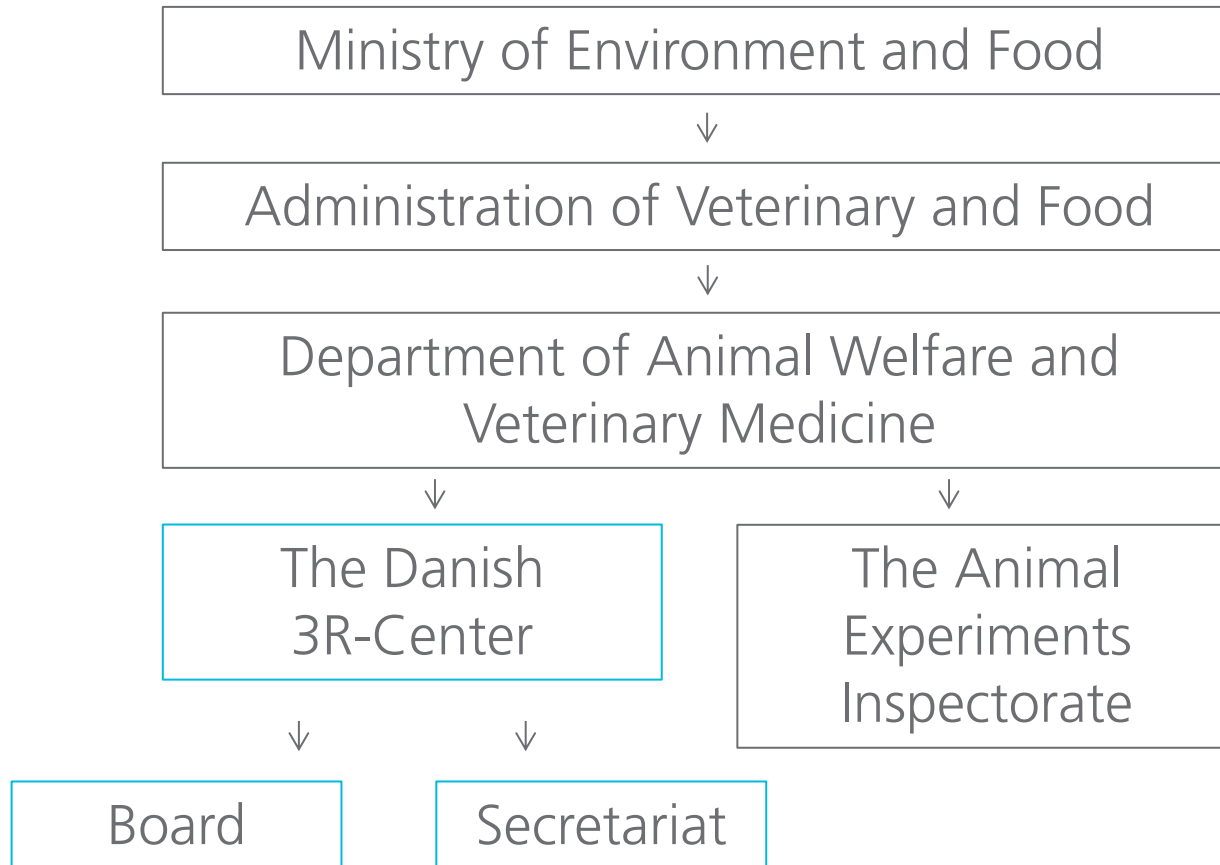 Ministry of Environment and Food
Administration of Veterinary and Food
Department of Animal Welfare and
Veterinary Medicine
The Danish
3R-Center
The Animal
Experiments
Inspectorate
Board
Secretariat